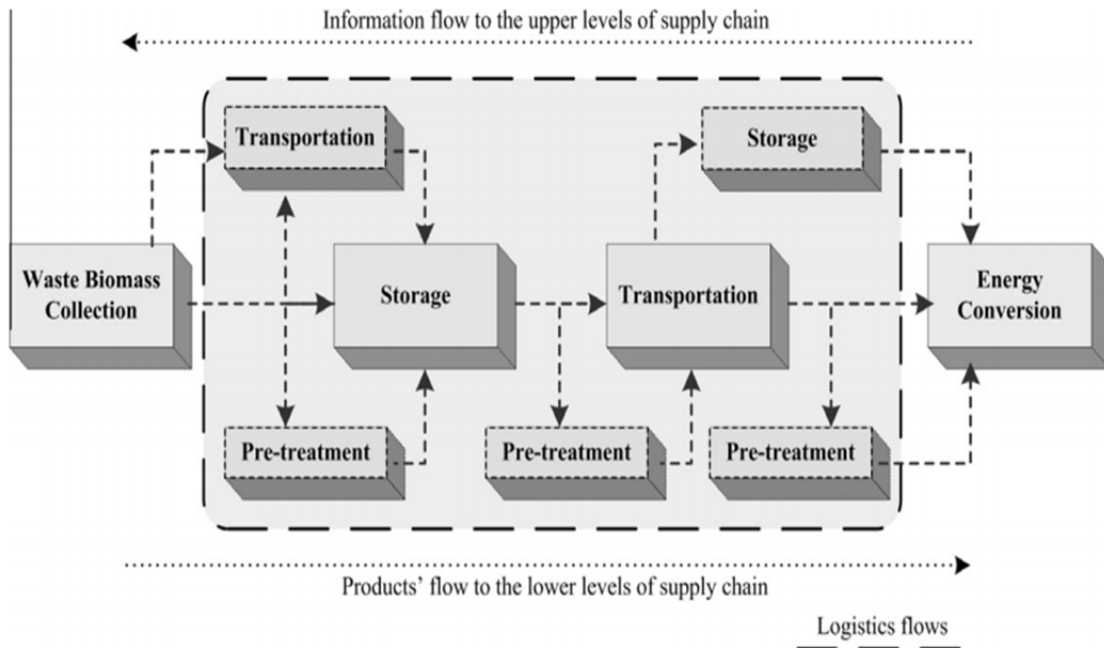 Information flow to the upper levels of supply chain
Transportation
Storage
Waste Biomass
Collection
Storage
Transportation
Energy
Conversion
Pre-treatment
Pre-treatment
Pre-treatment
Products’ flow to the lower levels of supply chain
Logistics flows